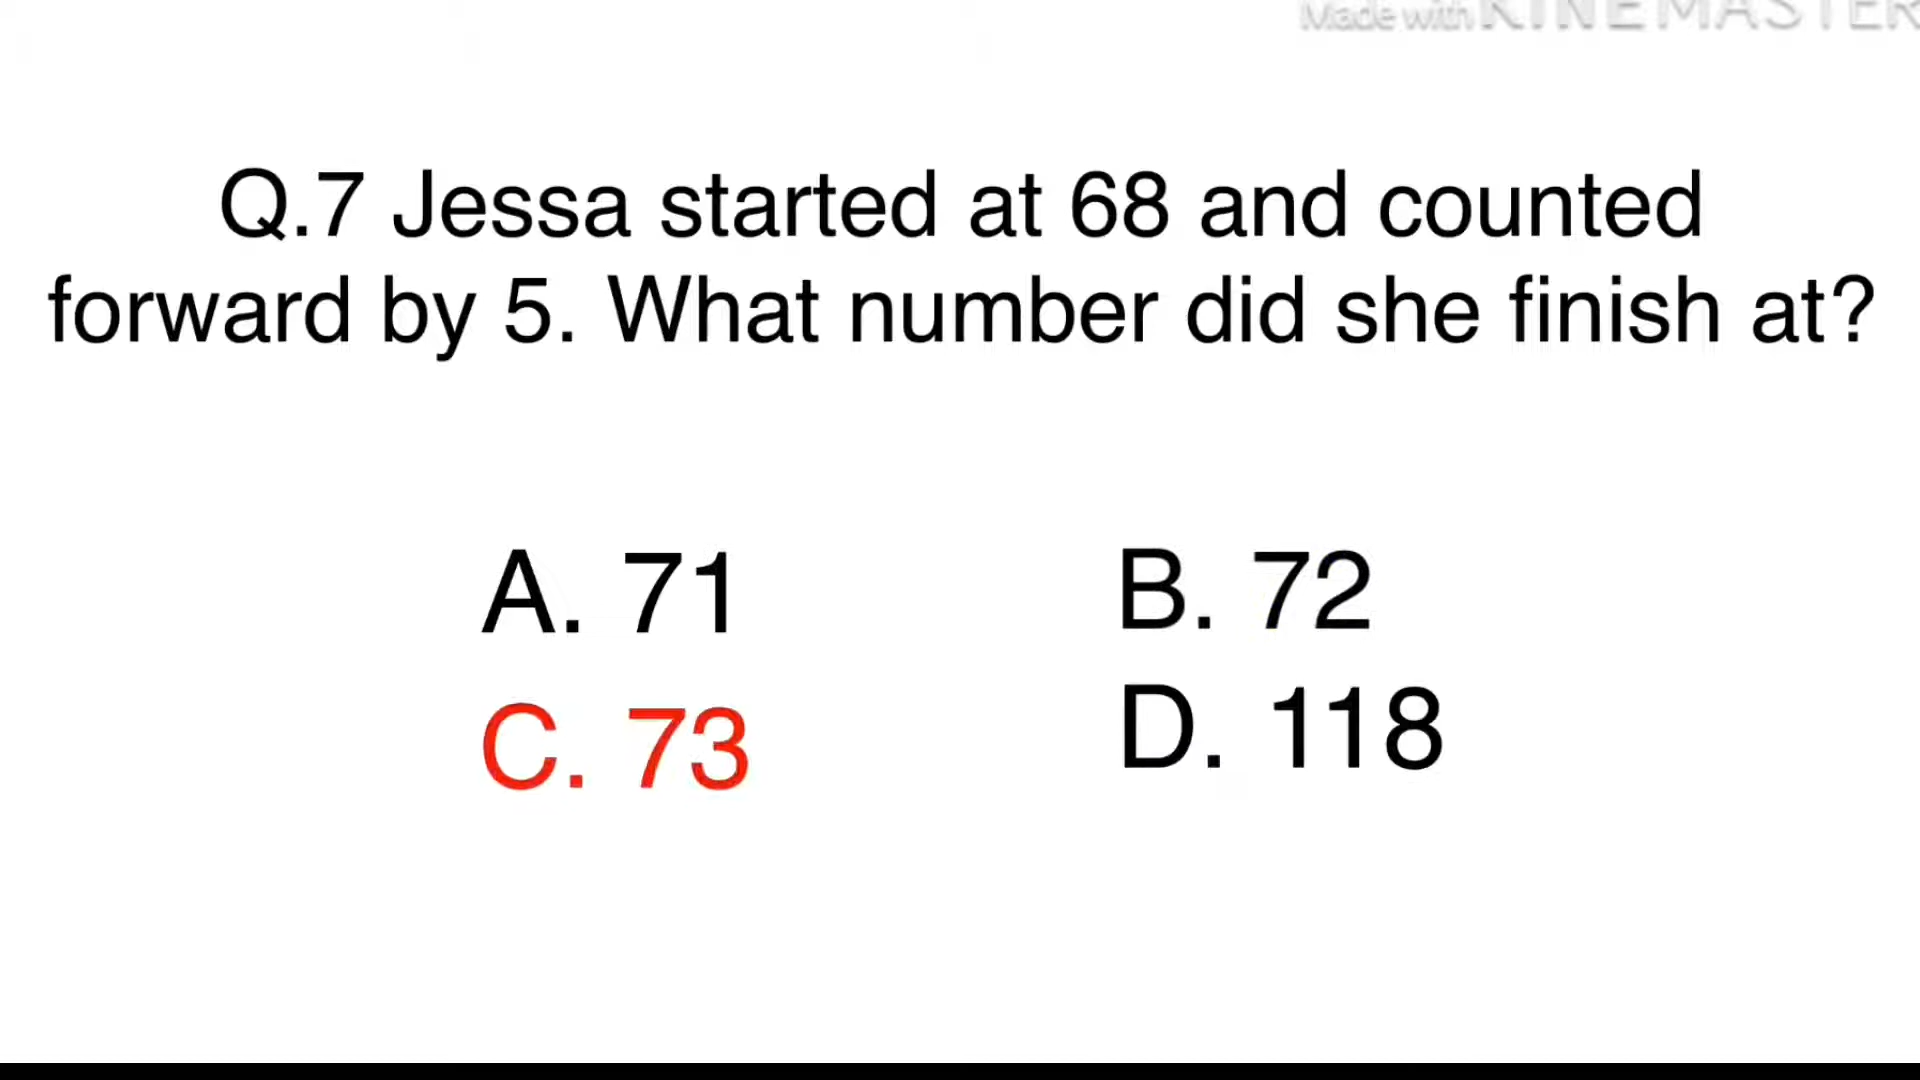 Made with KINEMASTER
Q.7 Jessa started at 68 and counted
forward by 5. What number did she finish at?
A. 71
B. 72
C. 73
D. 118